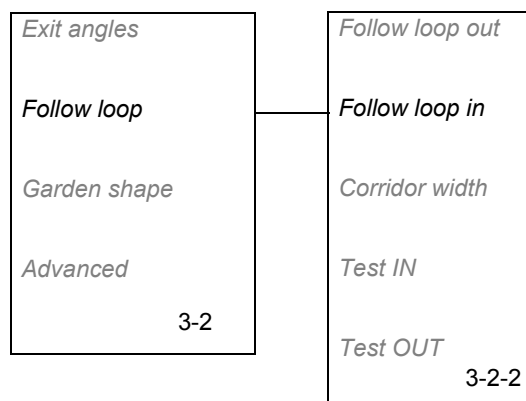 Exit angles
Follow loop
Garden shape
Advanced
3-2
Follow loop out
Follow loop in
Corridor width
Test IN
Test OUT
3-2-2